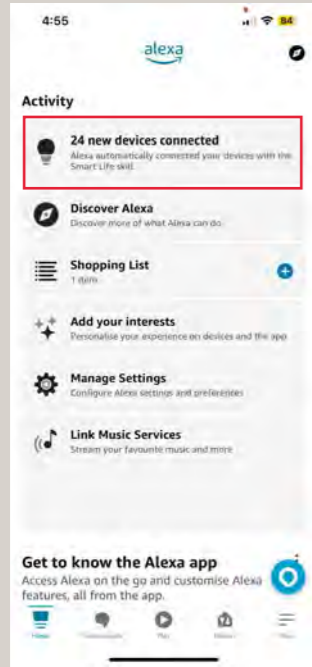 4:55
84
alexa
Activity
24 new devices connected
Alexa automatically connected your devices with the
Smart Life skill
Discover Alexa
Discover more of what Alexa can do
Shopping List
1 item
Add your interests
Personalise your experience on devices and the app
Manage Settings
Configure Alexa settings and preferences
Link Music Services
Stream your favourite music and more
Get to know the Alexa app
Access Alexa on the go and customise Alexa
features, all from the app.
Home
Play
More